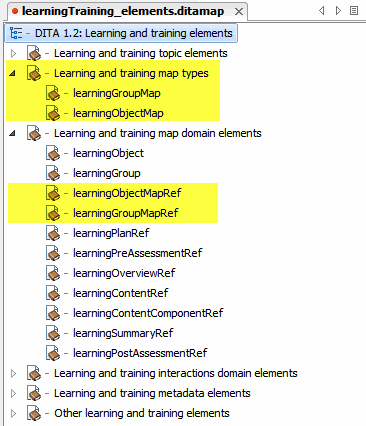 learningTraining_elements.ditamap
DITA 1.2: Learning and training elements
Learning and training topic elements
Learning and training map types
learningGroupMap
learningObjectMap
Learning and training map domain elements
learningObject
learningGroup
learningObjectMapRef
learningGroupMapRef
learningPlanRef
learningPreAssessmentRef
learningOverviewRef
learningContentRef
learningContentComponentRef
learningSummaryRef
learningPostAssessmentRef
Learning and training interactions domain elements
Learning and training metadata elements
Other learning and training elements